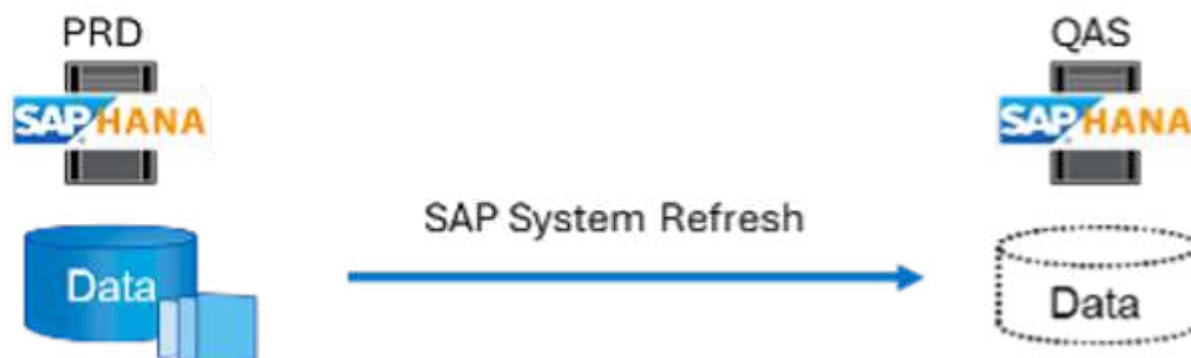 PRD
SAP HANA
Data
SAP System Refresh
QAS
SAP HANA
Data